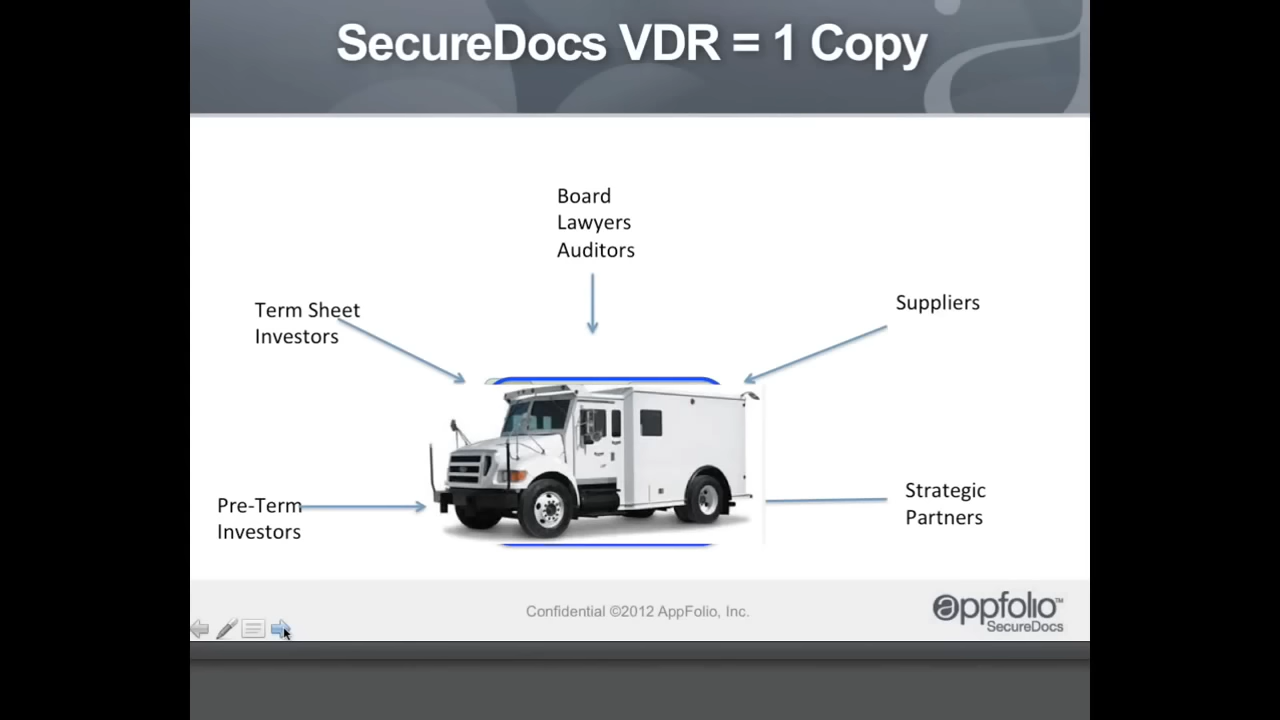 SecureDocs VDR = 1 Copy
Board
Lawyers
Auditors
Term Sheet
Investors
Suppliers
Pre-Term
Investors
Strategic
Partners
Confidential ©2012 AppFolio, Inc.
appfolio™
SecureDocs